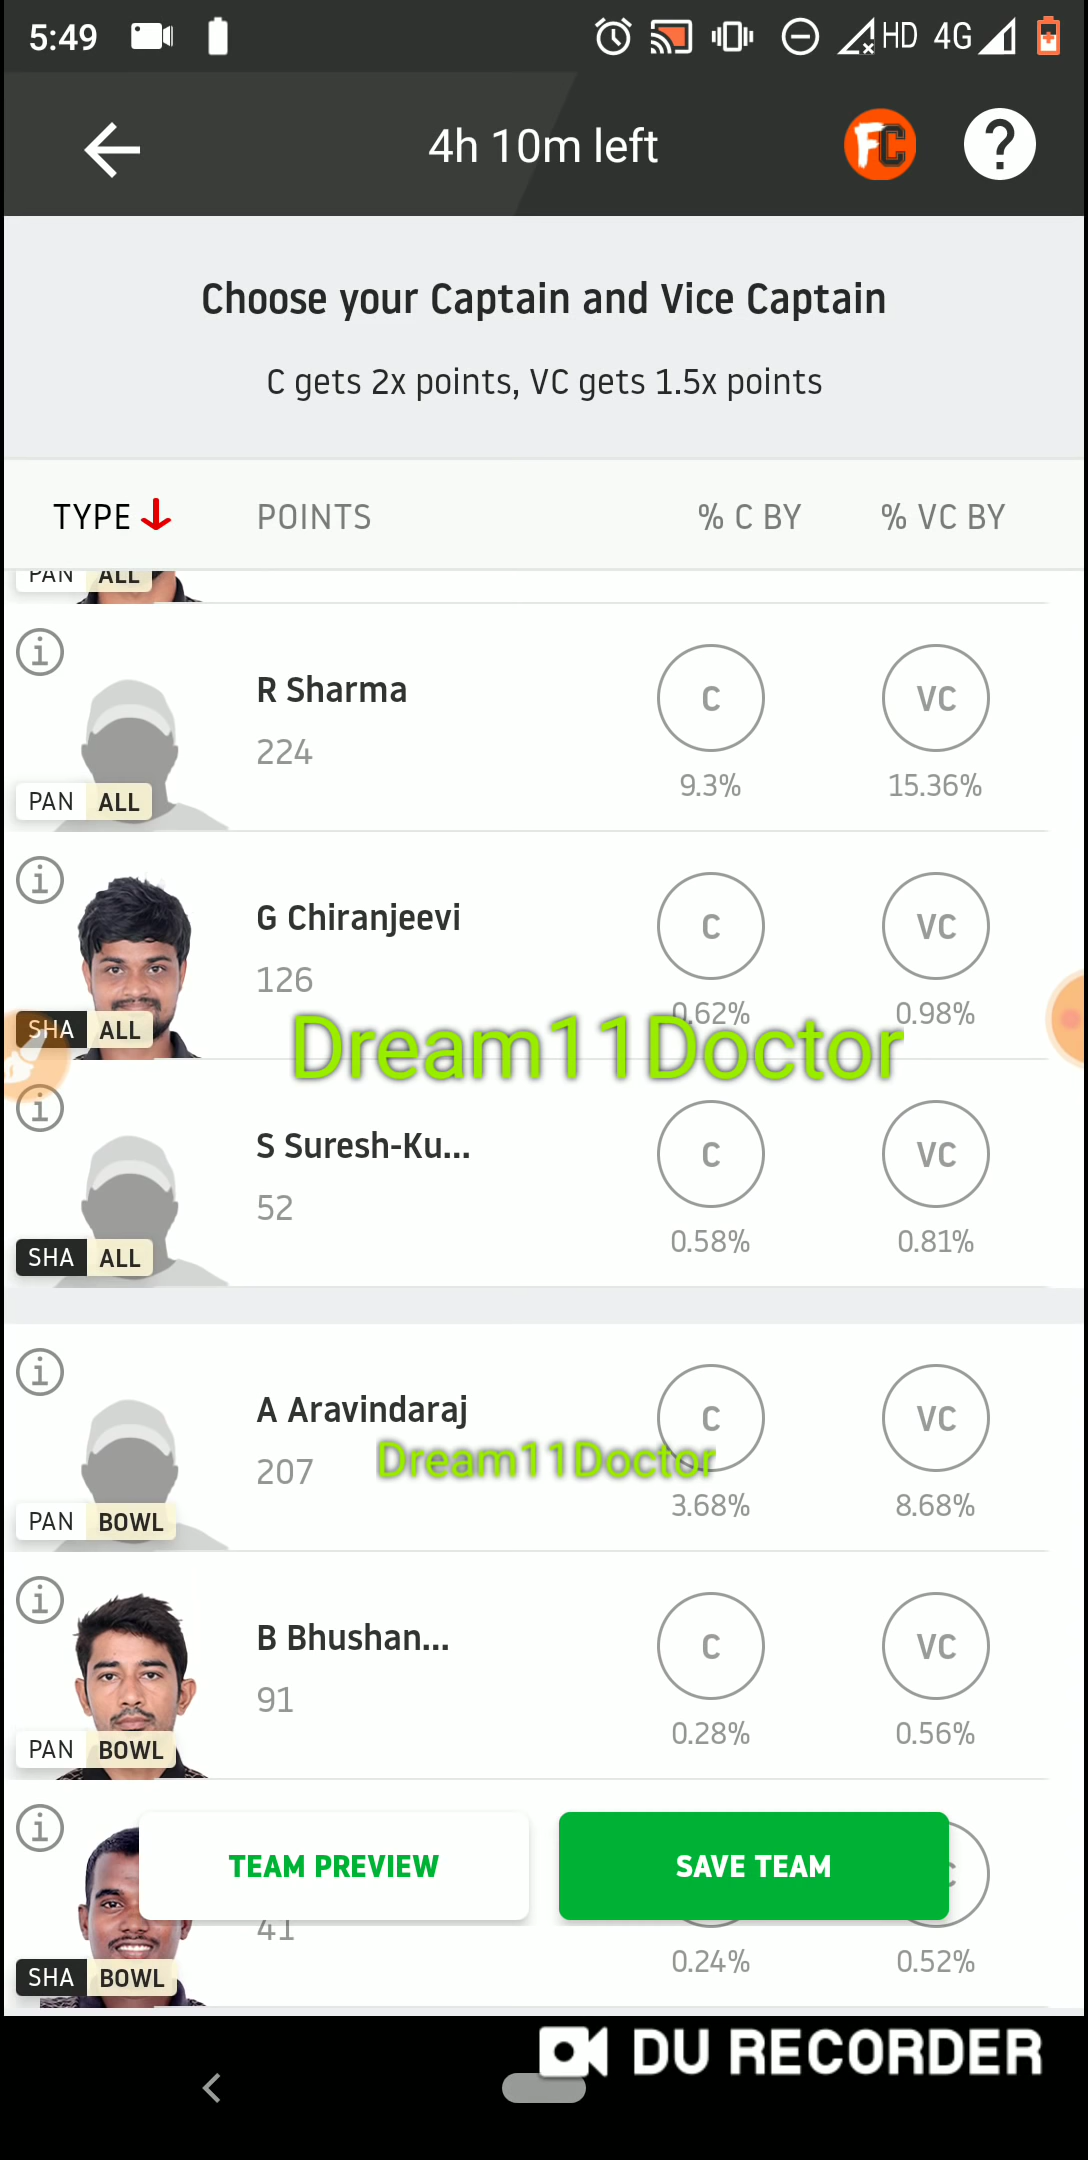 5:49 HD 4G
4h 10m left FC ?
Choose your Captain and Vice Captain
C gets 2x points, VC gets 1.5x points
TYPE POINTS % C BY % VC BY
PAN ALL
i
R Sharma C VC
224
9.3% 15.36%
PAN ALL
i
G Chiranjeevi C VC
126
0.62% 0.98%
SHA ALL
Dream11Doctor
i
S Suresh-Ku... C VC
52
0.58% 0.81%
SHA ALL
i
A Aravindaraj C VC
207
Dream11Doctor
3.68% 8.68%
PAN BOWL
i
B Bhushan... C VC
91
0.28% 0.56%
PAN BOWL
i
TEAM PREVIEW SAVE TEAM
41
0.24% 0.52%
SHA BOWL
DU RECORDER